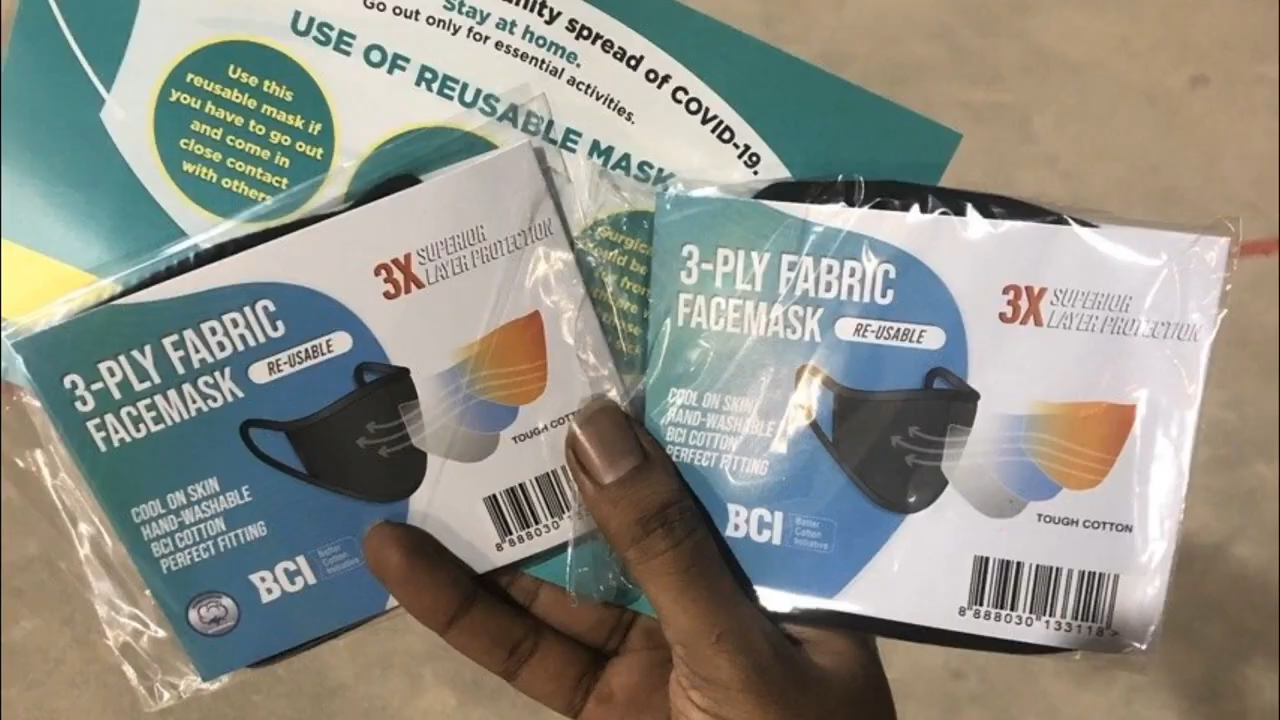 unity spread of COVID-19.
Stay at home.
Go out only for essential activities.
USE OF REUSABLE MASK
Use this
reusable mask if
you have to go out
and come in
close contact
with others
3X SUPERIOR
LAYER PROTECTION
3-PLY FABRIC
FACEMASK RE-USABLE
COOL ON SKIN
HAND-WASHABLE
BCI COTTON
PERFECT FITTING
BCI Better
Cotton
Initiative
TOUGH COTT
8 888030
3X SUPERIOR
LAYER PROTECTION
3-PLY FABRIC
FACEMASK RE-USABLE
COOL ON SKIN
HAND-WASHABLE
BCI COTTON
PERFECT FITTING
BCI Better
Cotton
Initiative
TOUGH COTTON
8 888030 133118 >